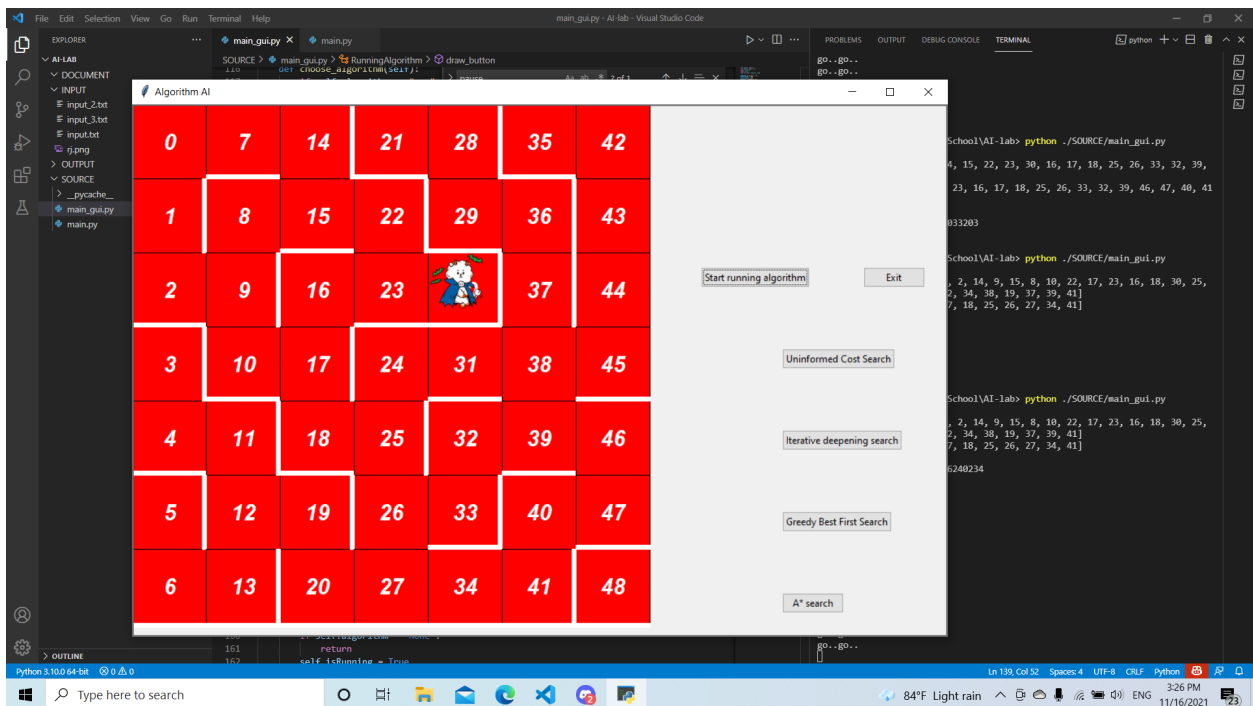 File Edit Selection View Go Run Terminal Help
main_gui.py - AI-lab - Visual Studio Code
EXPLORER
AI-LAB
DOCUMENT
INPUT
input_2.txt
input_3.txt
input.txt
rj.png
OUTPUT
SOURCE
__pycache__
main_gui.py
main.py
OUTLINE
main_gui.py main.py
SOURCE > main_gui.py > RunningAlgorithm > draw_button
116 def choose_algorithm(self):
pause Aa ab .* ? of 1
PROBLEMS OUTPUT DEBUG CONSOLE TERMINAL python
go..go..
go..go..
Algorithm AI
0 7 14 21 28 35 42
1 8 15 22 29 36 43
2 9 16 23 37 44
3 10 17 24 31 38 45
4 11 18 25 32 39 46
5 12 19 26 33 40 47
6 13 20 27 34 41 48
Start running algorithm Exit
Uninformed Cost Search
Iterative deepening search
Greedy Best First Search
A* search
School\AI-lab> python ./SOURCE/main_gui.py
4, 15, 22, 23, 30, 16, 17, 18, 25, 26, 33, 32, 39,
23, 16, 17, 18, 25, 26, 33, 32, 39, 46, 47, 40, 41
033203
School\AI-lab> python ./SOURCE/main_gui.py
, 2, 14, 9, 15, 8, 10, 22, 17, 23, 16, 18, 30, 25,
2, 34, 38, 19, 37, 39, 41]
7, 18, 25, 26, 27, 34, 41]
School\AI-lab> python ./SOURCE/main_gui.py
, 2, 14, 9, 15, 8, 10, 22, 17, 23, 16, 18, 30, 25,
2, 34, 38, 19, 37, 39, 41]
7, 18, 25, 26, 27, 34, 41]
6240234
161 return
162 self.isRunning = True
go..go..
Python 3.10.0 64-bit 0 0 Ln 139, Col 52 Spaces: 4 UTF-8 CRLF Python
Type here to search
84°F Light rain ENG 3:26 PM
11/16/2021 23